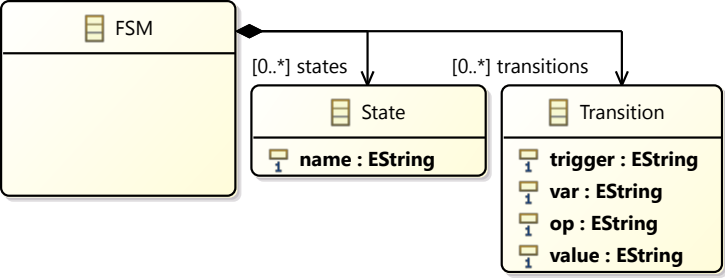 FSM
[0..*] states
[0..*] transitions
State
name : EString
Transition
trigger : EString
var : EString
op : EString
value : EString